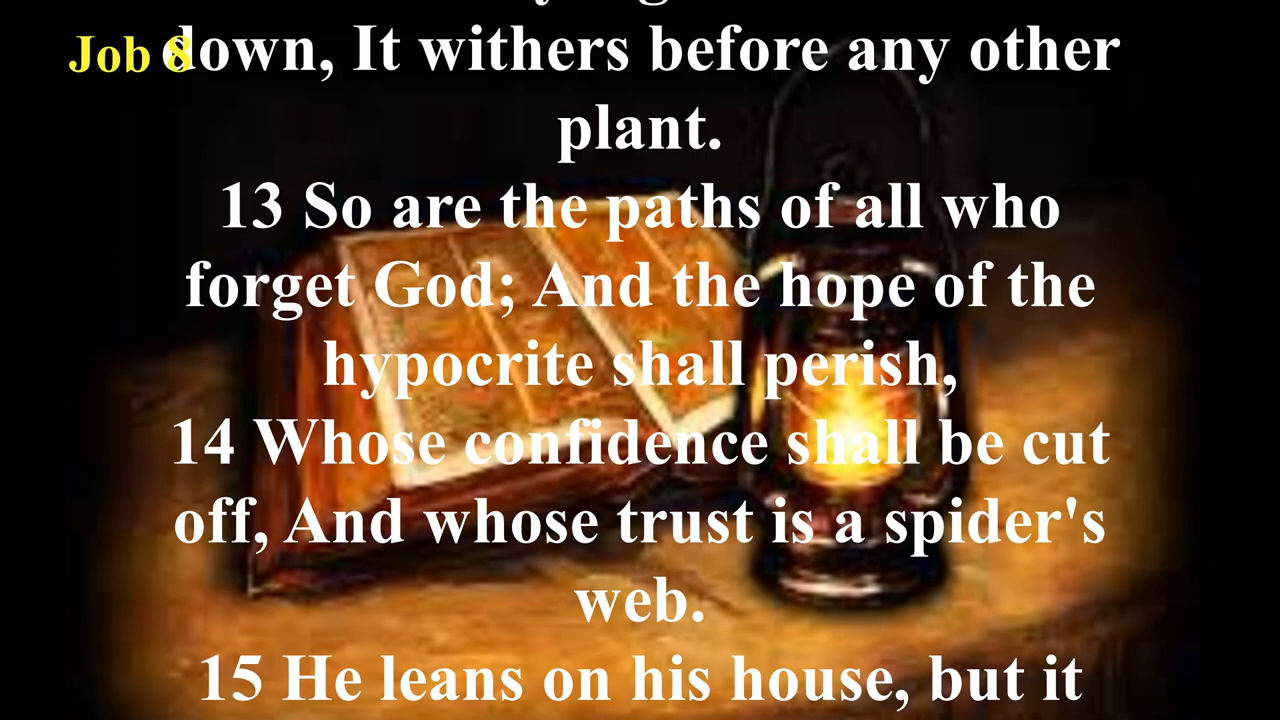 Job 8
down, It withers before any other
plant.
13 So are the paths of all who
forget God; And the hope of the
hypocrite shall perish,
14 Whose confidence shall be cut
off, And whose trust is a spider's
web.
15 He leans on his house, but it